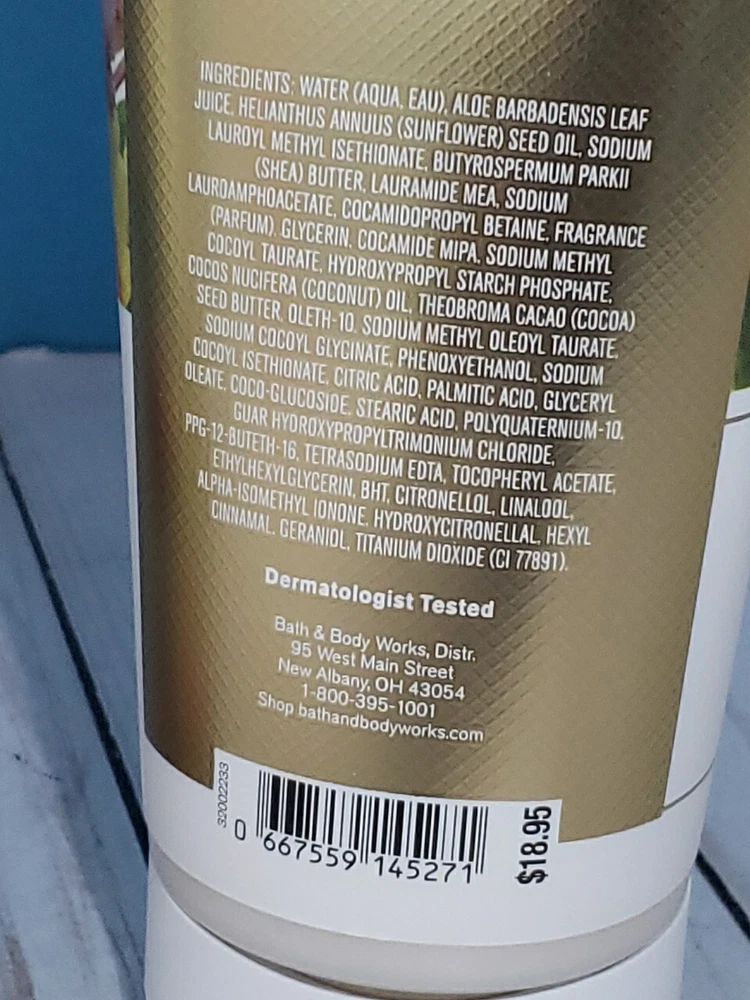 INGREDIENTS: WATER (AQUA, EAU), ALOE BARBADENSIS LEAF
JUICE, HELIANTHUS ANNUUS (SUNFLOWER) SEED OIL, SODIUM
LAUROYL METHYL ISETHIONATE, BUTYROSPERMUM PARKII
(SHEA) BUTTER, LAURAMIDE MEA, SODIUM
LAUROAMPHOACETATE, COCAMIDOPROPYL BETAINE, FRAGRANCE
(PARFUM), GLYCERIN, COCAMIDE MIPA, SODIUM METHYL
COCOYL TAURATE, HYDROXYPROPYL STARCH PHOSPHATE,
COCOS NUCIFERA (COCONUT) OIL, THEOBROMA CACAO (COCOA)
SEED BUTTER, OLETH-10, SODIUM METHYL OLEOYL TAURATE,
SODIUM COCOYL GLYCINATE, PHENOXYETHANOL, SODIUM
COCOYL ISETHIONATE, CITRIC ACID, PALMITIC ACID, GLYCERYL
OLEATE, COCO-GLUCOSIDE, STEARIC ACID, POLYQUATERNIUM-10,
GUAR HYDROXYPROPYLTRIMONIUM CHLORIDE,
PPG-12-BUTETH-16, TETRASODIUM EDTA, TOCOPHERYL ACETATE,
ETHYLHEXYLGLYCERIN, BHT, CITRONELLOL, LINALOOL,
ALPHA-ISOMETHYL IONONE, HYDROXYCITRONELLAL, HEXYL
CINNAMAL, GERANIOL, TITANIUM DIOXIDE (CI 77891).
Dermatologist Tested
Bath & Body Works, Distr.
95 West Main Street
New Albany, OH 43054
1-800-395-1001
Shop bathandbodyworks.com
32002233
0 667559 145271
$18.95